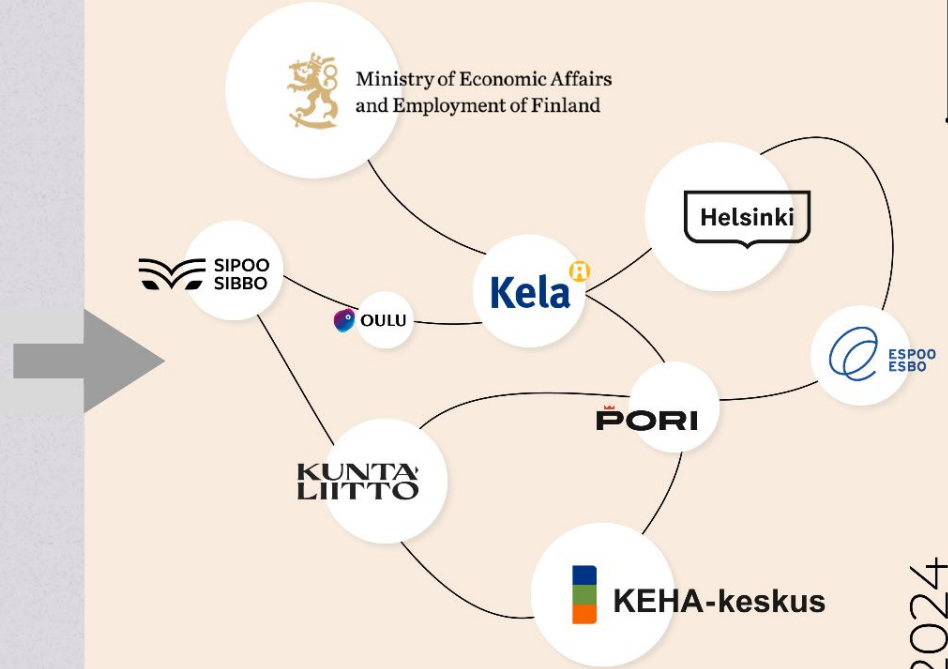 Ministry of Economic Affairs
and Employment of Finland
Helsinki
SIPOO
SIBBO
Kela
OULU
ESPOO
ESBO
PORI
KUNTA
LIITTO
KEHA-keskus
2024